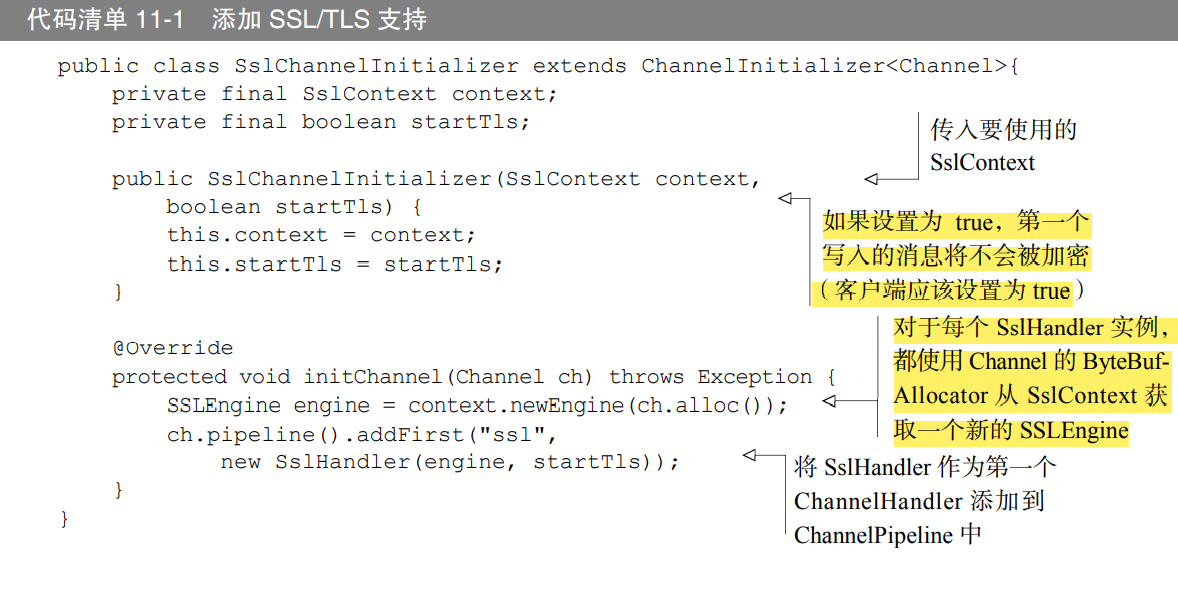 代码清单 11-1 添加 SSL/TLS 支持
public class SslChannelInitializer extends ChannelInitializer<Channel>{
private final SslContext context;
private final boolean startTls;
传入要使用的
SslContext
public SslChannelInitializer(SslContext context,
boolean startTls) {
this.context = context;
this.startTls = startTls;
}
如果设置为 true，第一个
写入的消息将不会被加密
（客户端应该设置为 true）
@Override
protected void initChannel(Channel ch) throws Exception {
SSLEngine engine = context.newEngine(ch.alloc());
ch.pipeline().addFirst("ssl",
new SslHandler(engine, startTls));
}
}
对于每个 SslHandler 实例，
都使用 Channel 的 ByteBuf-
Allocator 从 SslContext 获
取一个新的 SSLEngine
将 SslHandler 作为第一个
ChannelHandler 添加到
ChannelPipeline 中